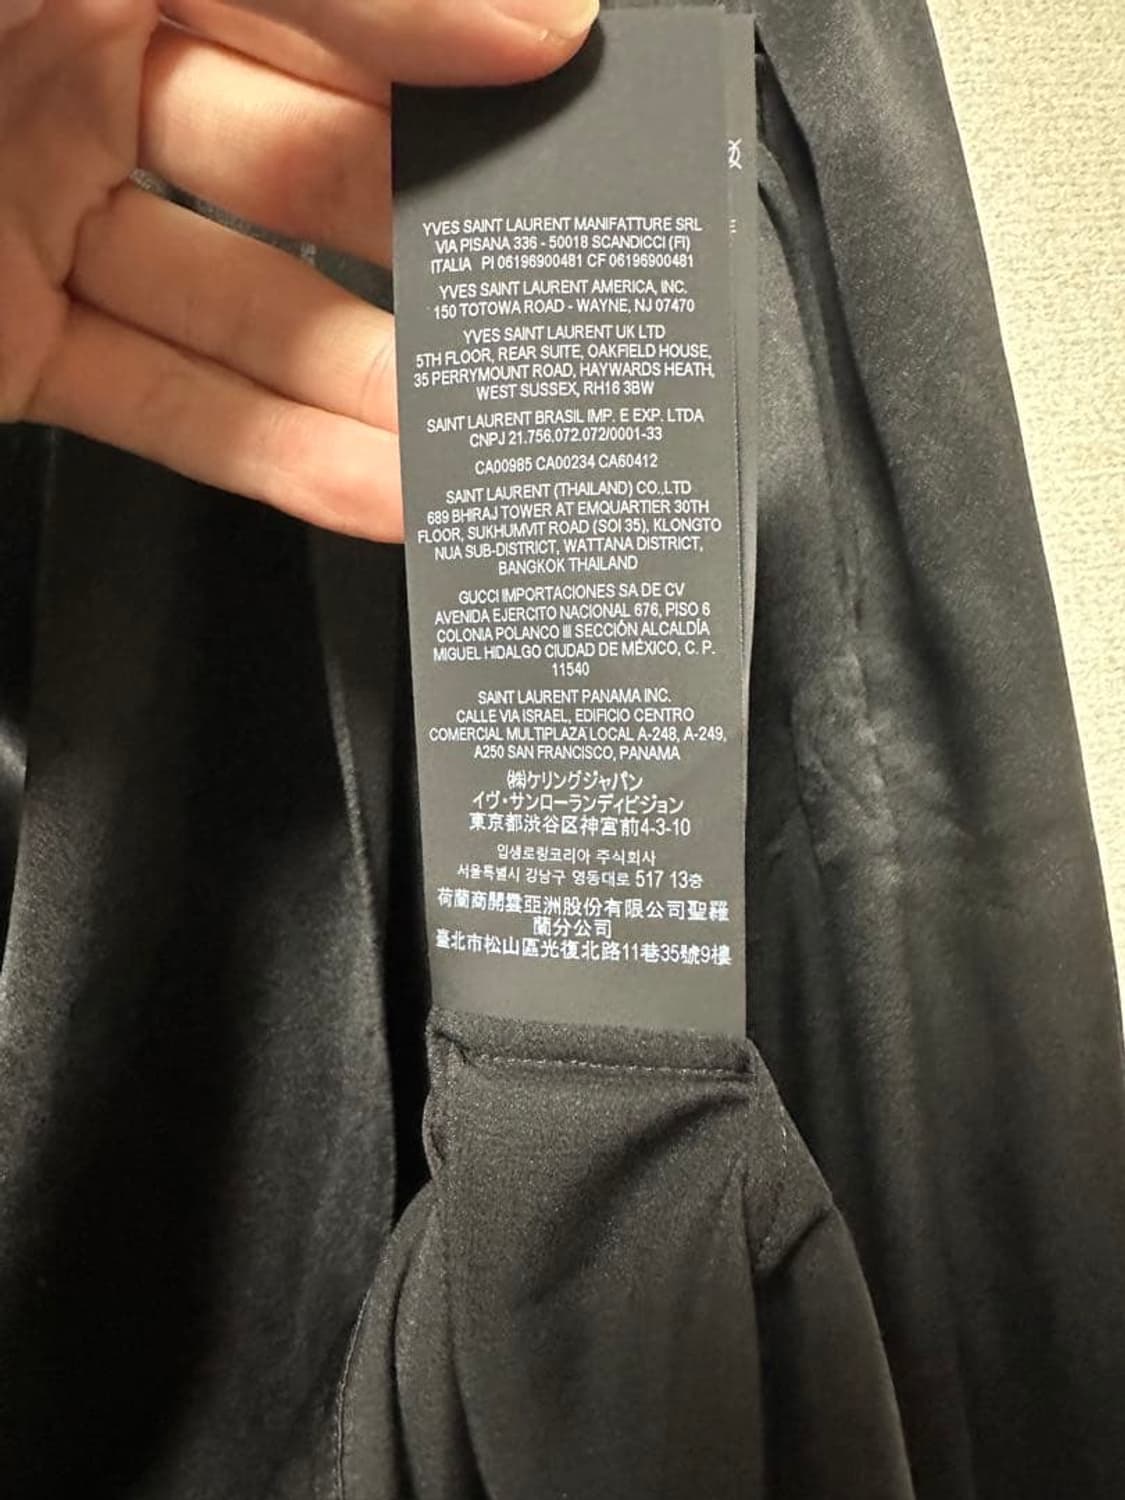 YVES SAINT LAURENT MANIFATTURE SRL
VIA PISANA 336 - 50018 SCANDICCI (FI)
ITALIA PI 06196900481 CF 06196900481
YVES SAINT LAURENT AMERICA, INC.
150 TOTOWA ROAD - WAYNE, NJ 07470
YVES SAINT LAURENT UK LTD
5TH FLOOR, REAR SUITE, OAKFIELD HOUSE,
35 PERRYMOUNT ROAD, HAYWARDS HEATH,
WEST SUSSEX, RH16 3BW
SAINT LAURENT BRASIL IMP. E EXP. LTDA
CNPJ 21.756.072.072/0001-33
CA00985 CA00234 CA60412
SAINT LAURENT (THAILAND) CO.,LTD
689 BHIRAJ TOWER AT EMQUARTIER 30TH
FLOOR, SUKHUMVIT ROAD (SOI 35), KLONGTO
NUA SUB-DISTRICT, WATTANA DISTRICT,
BANGKOK THAILAND
GUCCI IMPORTACIONES SA DE CV
AVENIDA EJERCITO NACIONAL 676, PISO 6
COLONIA POLANCO III SECCIÓN ALCALDÍA
MIGUEL HIDALGO CIUDAD DE MÉXICO, C. P.
11540
SAINT LAURENT PANAMA INC.
CALLE VIA ISRAEL, EDIFICIO CENTRO
COMERCIAL MULTIPLAZA LOCAL A-248, A-249,
A250 SAN FRANCISCO, PANAMA
㈱ケリングジャパン
イヴ・サンローランディビジョン
東京都渋谷区神宮前4-3-10
입생로랑코리아 주식회사
서울특별시 강남구 영동대로 517 13층
荷蘭商開雲亞洲股份有限公司聖羅
蘭分公司
臺北市松山區光復北路11巷35號9樓